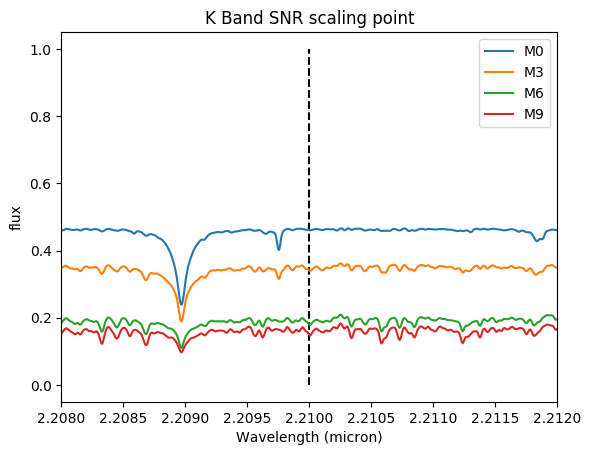 K Band SNR scaling point
M0
M3
M6
M9
flux
1.0
0.8
0.6
0.4
0.2
0.0
2.2080 2.2085 2.2090 2.2095 2.2100 2.2105 2.2110 2.2115 2.2120
Wavelength (micron)